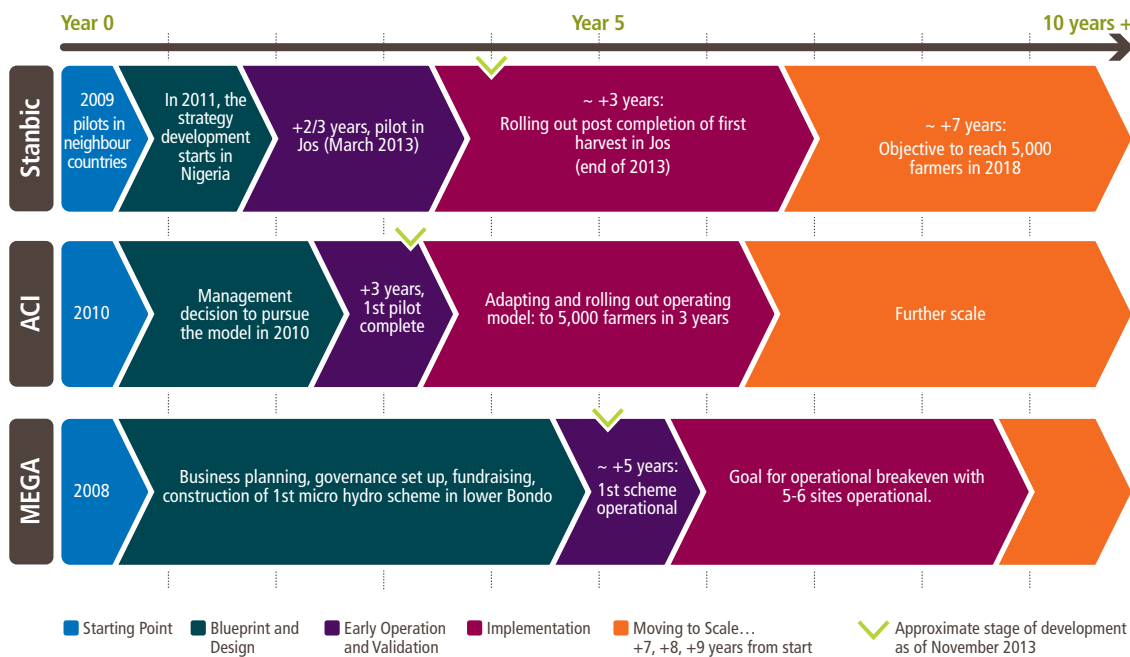 Year 0
Year 5
10 years +
Stanbic
2009
pilots in
neighbour
countries
In 2011, the
strategy
development
starts in
Nigeria
+2/3 years, pilot in
Jos (March 2013)
~ +3 years:
Rolling out post completion of first
harvest in Jos
(end of 2013)
~ +7 years:
Objective to reach 5,000
farmers in 2018
ACI
2010
Management
decision to pursue
the model in 2010
+3 years,
1st pilot
complete
Adapting and rolling out operating
model: to 5,000 farmers in 3 years
Further scale
MEGA
2008
Business planning, governance set up, fundraising,
construction of 1st micro hydro scheme in lower Bondo
~ +5 years:
1st scheme
operational
Goal for operational breakeven with
5-6 sites operational.
Starting Point
Blueprint and
Design
Early Operation
and Validation
Implementation
Moving to Scale…
+7, +8, +9 years from start
Approximate stage of development
as of November 2013